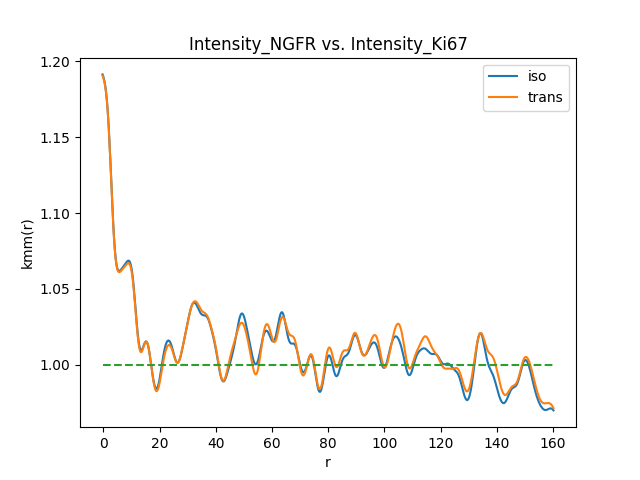 Intensity_NGFR vs. Intensity_Ki67
iso
trans
1.20
1.15
1.10
1.05
1.00
kmm(r)
0 20 40 60 80 100 120 140 160
r